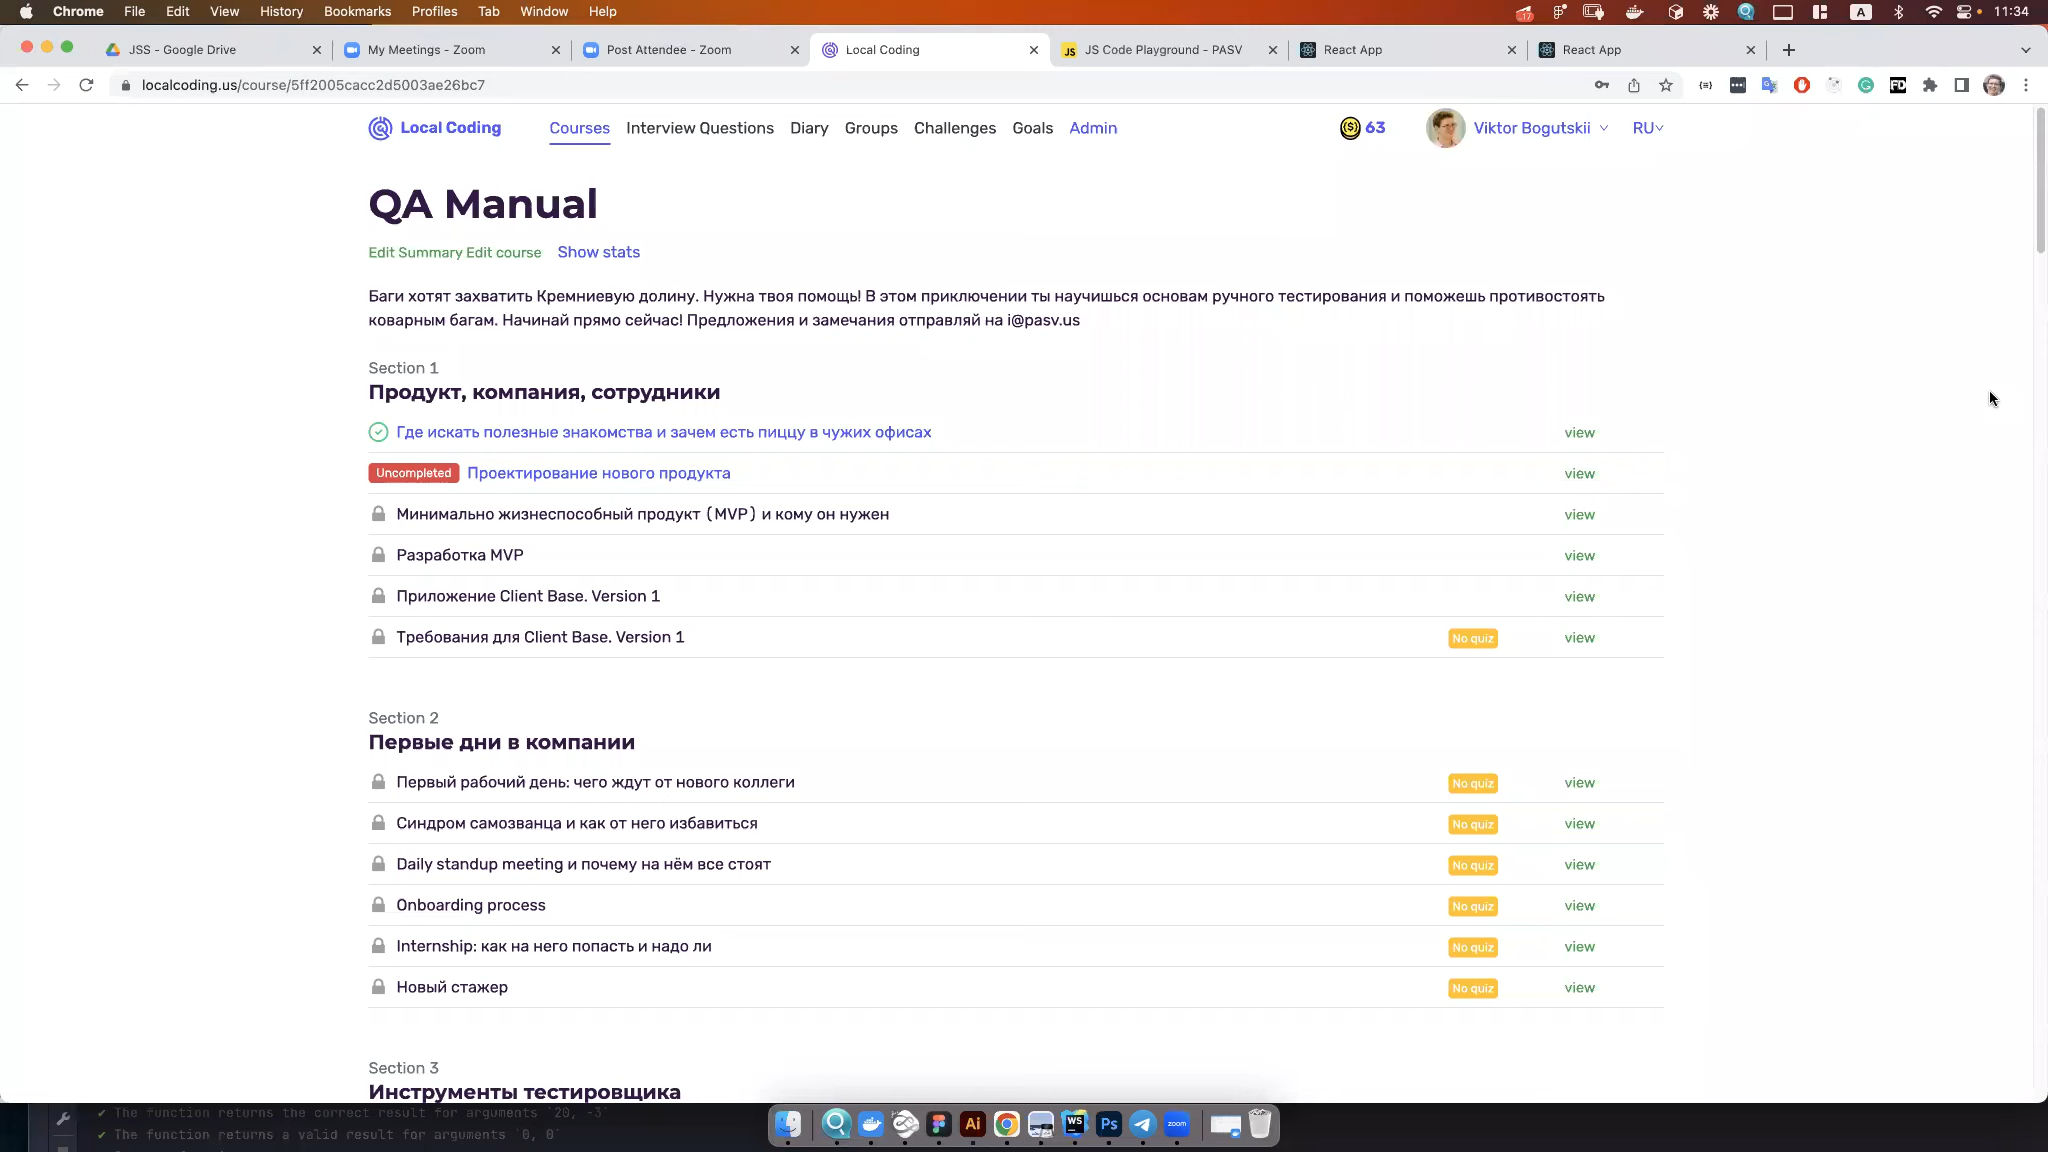 Chrome File Edit View History Bookmarks Profiles Tab Window Help 17 A 11:34
JSS - Google Drive My Meetings - Zoom Post Attendee - Zoom Local Coding JS JS Code Playground - PASV React App React App
localcoding.us/course/5ff2005cacc2d5003ae26bc7 FD
Local Coding Courses Interview Questions Diary Groups Challenges Goals Admin 63 Viktor Bogutskii RU
QA Manual
Edit Summary Edit course Show stats
Баги хотят захватить Кремниевую долину. Нужна твоя помощь! В этом приключении ты научишься основам ручного тестирования и поможешь противостоять
коварным багам. Начинай прямо сейчас! Предложения и замечания отправляй на i@pasv.us
Section 1
Продукт, компания, сотрудники
Где искать полезные знакомства и зачем есть пиццу в чужих офисах view
Uncompleted Проектирование нового продукта view
Минимально жизнеспособный продукт (MVP) и кому он нужен view
Разработка MVP view
Приложение Client Base. Version 1 view
Требования для Client Base. Version 1 No quiz view
Section 2
Первые дни в компании
Первый рабочий день: чего ждут от нового коллеги No quiz view
Синдром самозванца и как от него избавиться No quiz view
Daily standup meeting и почему на нём все стоят No quiz view
Onboarding process No quiz view
Internship: как на него попасть и надо ли No quiz view
Новый стажер No quiz view
Section 3
Инструменты тестировщика
✔ The function returns the correct result for arguments `20, -3`
✔ The function returns a valid result for arguments `0, 0`
Ai WS Ps zoom